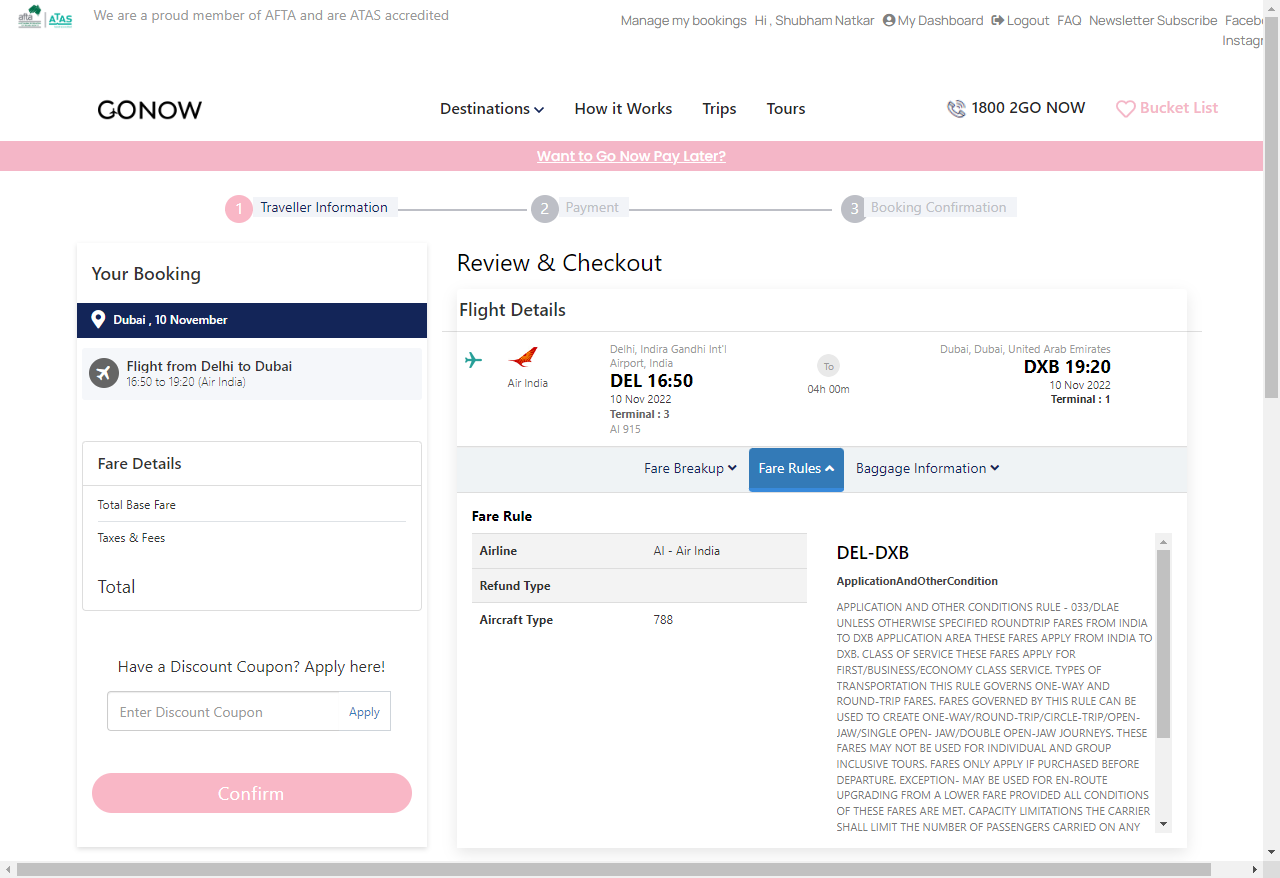 afta
ATAS
We are a proud member of AFTA and are ATAS accredited
Manage my bookings Hi , Shubham Natkar My Dashboard Logout FAQ Newsletter Subscribe
GONOW
Destinations How it Works Trips Tours
1800 2GO NOW
Bucket List
Want to Go Now Pay Later?
1 Traveller Information
2 Payment
3 Booking Confirmation
Your Booking
Dubai , 10 November
Flight from Delhi to Dubai
16:50 to 19:20 (Air India)
Fare Details
Total Base Fare
Taxes & Fees
Total
Have a Discount Coupon? Apply here!
Enter Discount Coupon Apply
Confirm
Review & Checkout
Flight Details
Air India
Delhi, Indira Gandhi Int'l
Airport, India
DEL 16:50
10 Nov 2022
Terminal : 3
AI 915
To
04h 00m
Dubai, Dubai, United Arab Emirates
DXB 19:20
10 Nov 2022
Terminal : 1
Fare Breakup Fare Rules Baggage Information
Fare Rule
Airline AI - Air India
Refund Type
Aircraft Type 788
DEL-DXB
ApplicationAndOtherCondition
APPLICATION AND OTHER CONDITIONS RULE - 033/DLAE
UNLESS OTHERWISE SPECIFIED ROUNDTRIP FARES FROM INDIA
TO DXB APPLICATION AREA THESE FARES APPLY FROM INDIA TO
DXB. CLASS OF SERVICE THESE FARES APPLY FOR
FIRST/BUSINESS/ECONOMY CLASS SERVICE. TYPES OF
TRANSPORTATION THIS RULE GOVERNS ONE-WAY AND
ROUND-TRIP FARES. FARES GOVERNED BY THIS RULE CAN BE
USED TO CREATE ONE-WAY/ROUND-TRIP/CIRCLE-TRIP/OPEN-
JAW/SINGLE OPEN- JAW/DOUBLE OPEN-JAW JOURNEYS. THESE
FARES MAY NOT BE USED FOR INDIVIDUAL AND GROUP
INCLUSIVE TOURS. FARES ONLY APPLY IF PURCHASED BEFORE
DEPARTURE. EXCEPTION- MAY BE USED FOR EN-ROUTE
UPGRADING FROM A LOWER FARE PROVIDED ALL CONDITIONS
OF THESE FARES ARE MET. CAPACITY LIMITATIONS THE CARRIER
SHALL LIMIT THE NUMBER OF PASSENGERS CARRIED ON ANY